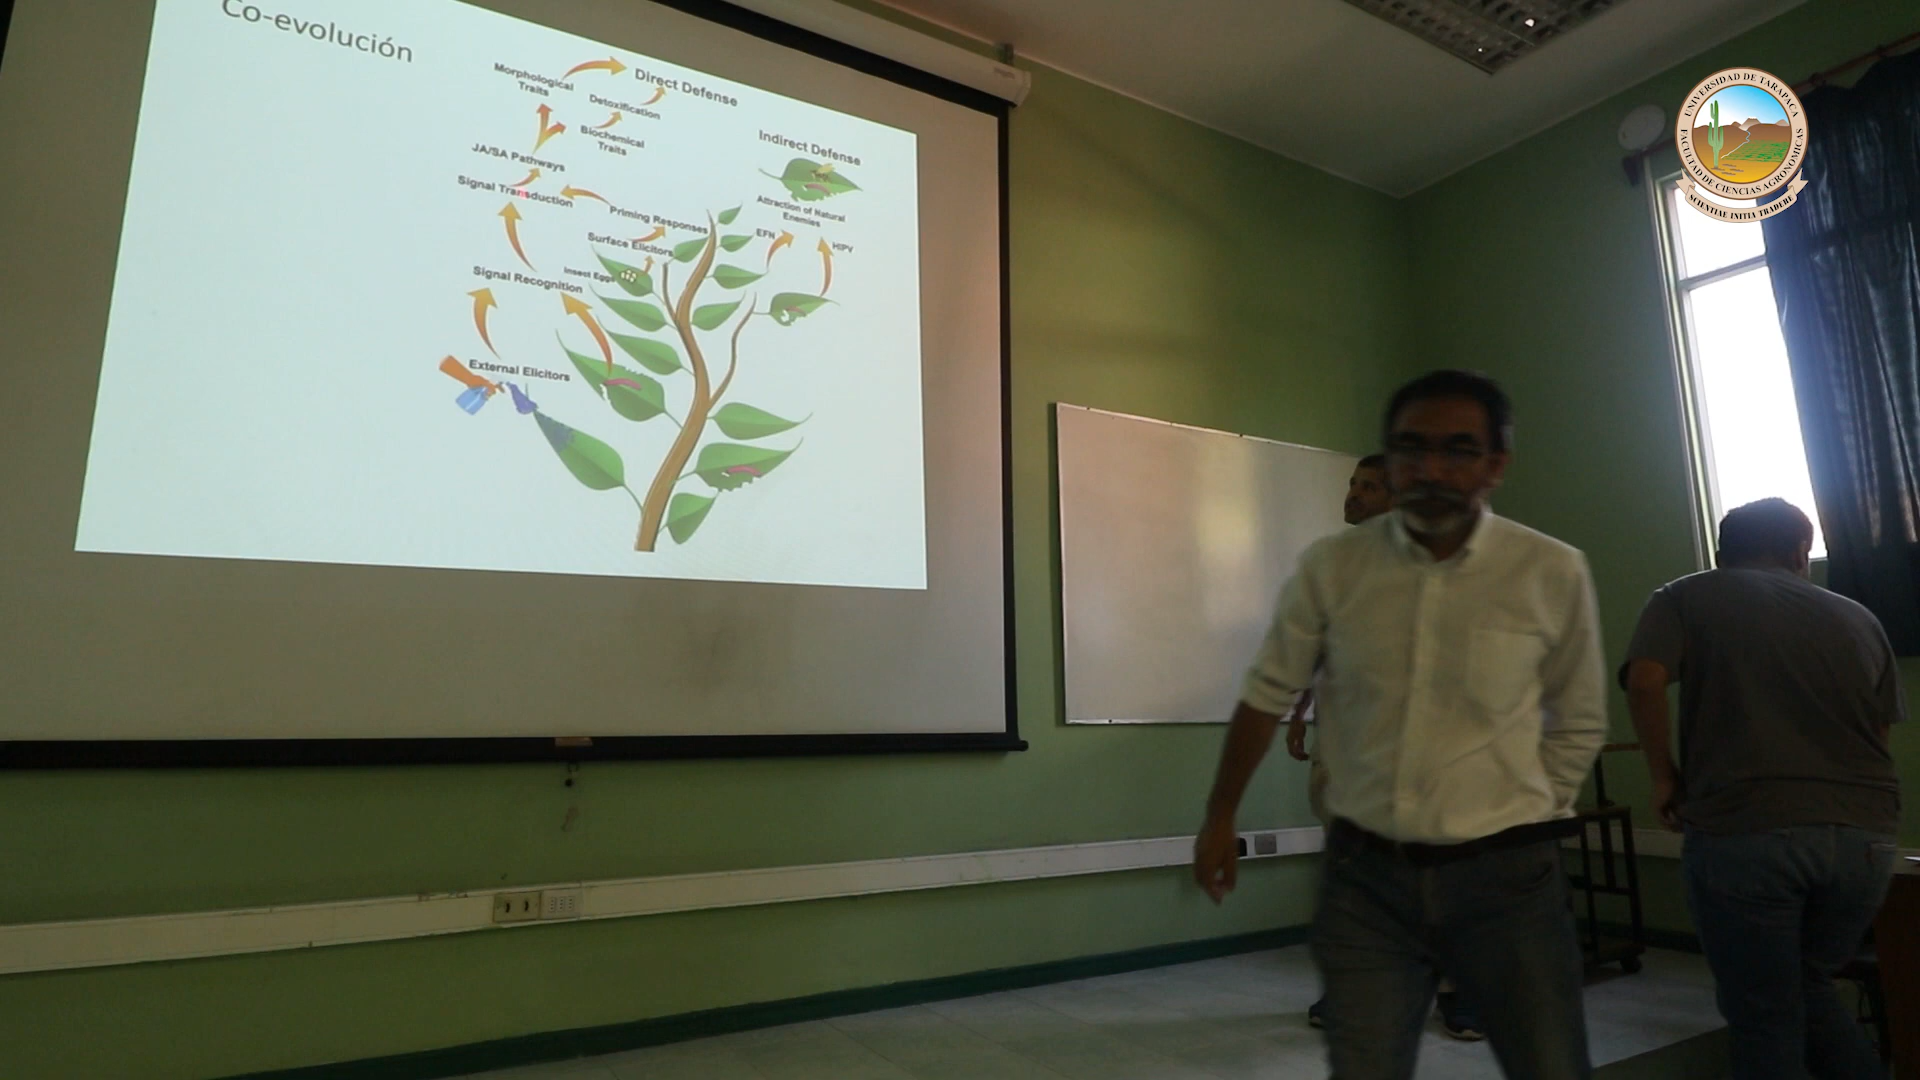 Co-evolución
Morphological
Traits
Direct Defense
Detoxification
Biochemical
Traits
JA/SA Pathways
Signal Transduction
Priming Responses
Surface Elicitors
Insect Eggs
Signal Recognition
External Elicitors
Indirect Defense
Attraction of Natural
Enemies
EFN
HIPV
UNIVERSIDAD DE TARAPACA
FACULTAD DE CIENCIAS AGRONOMICAS
SCIENTIAE INITIA TRADERE